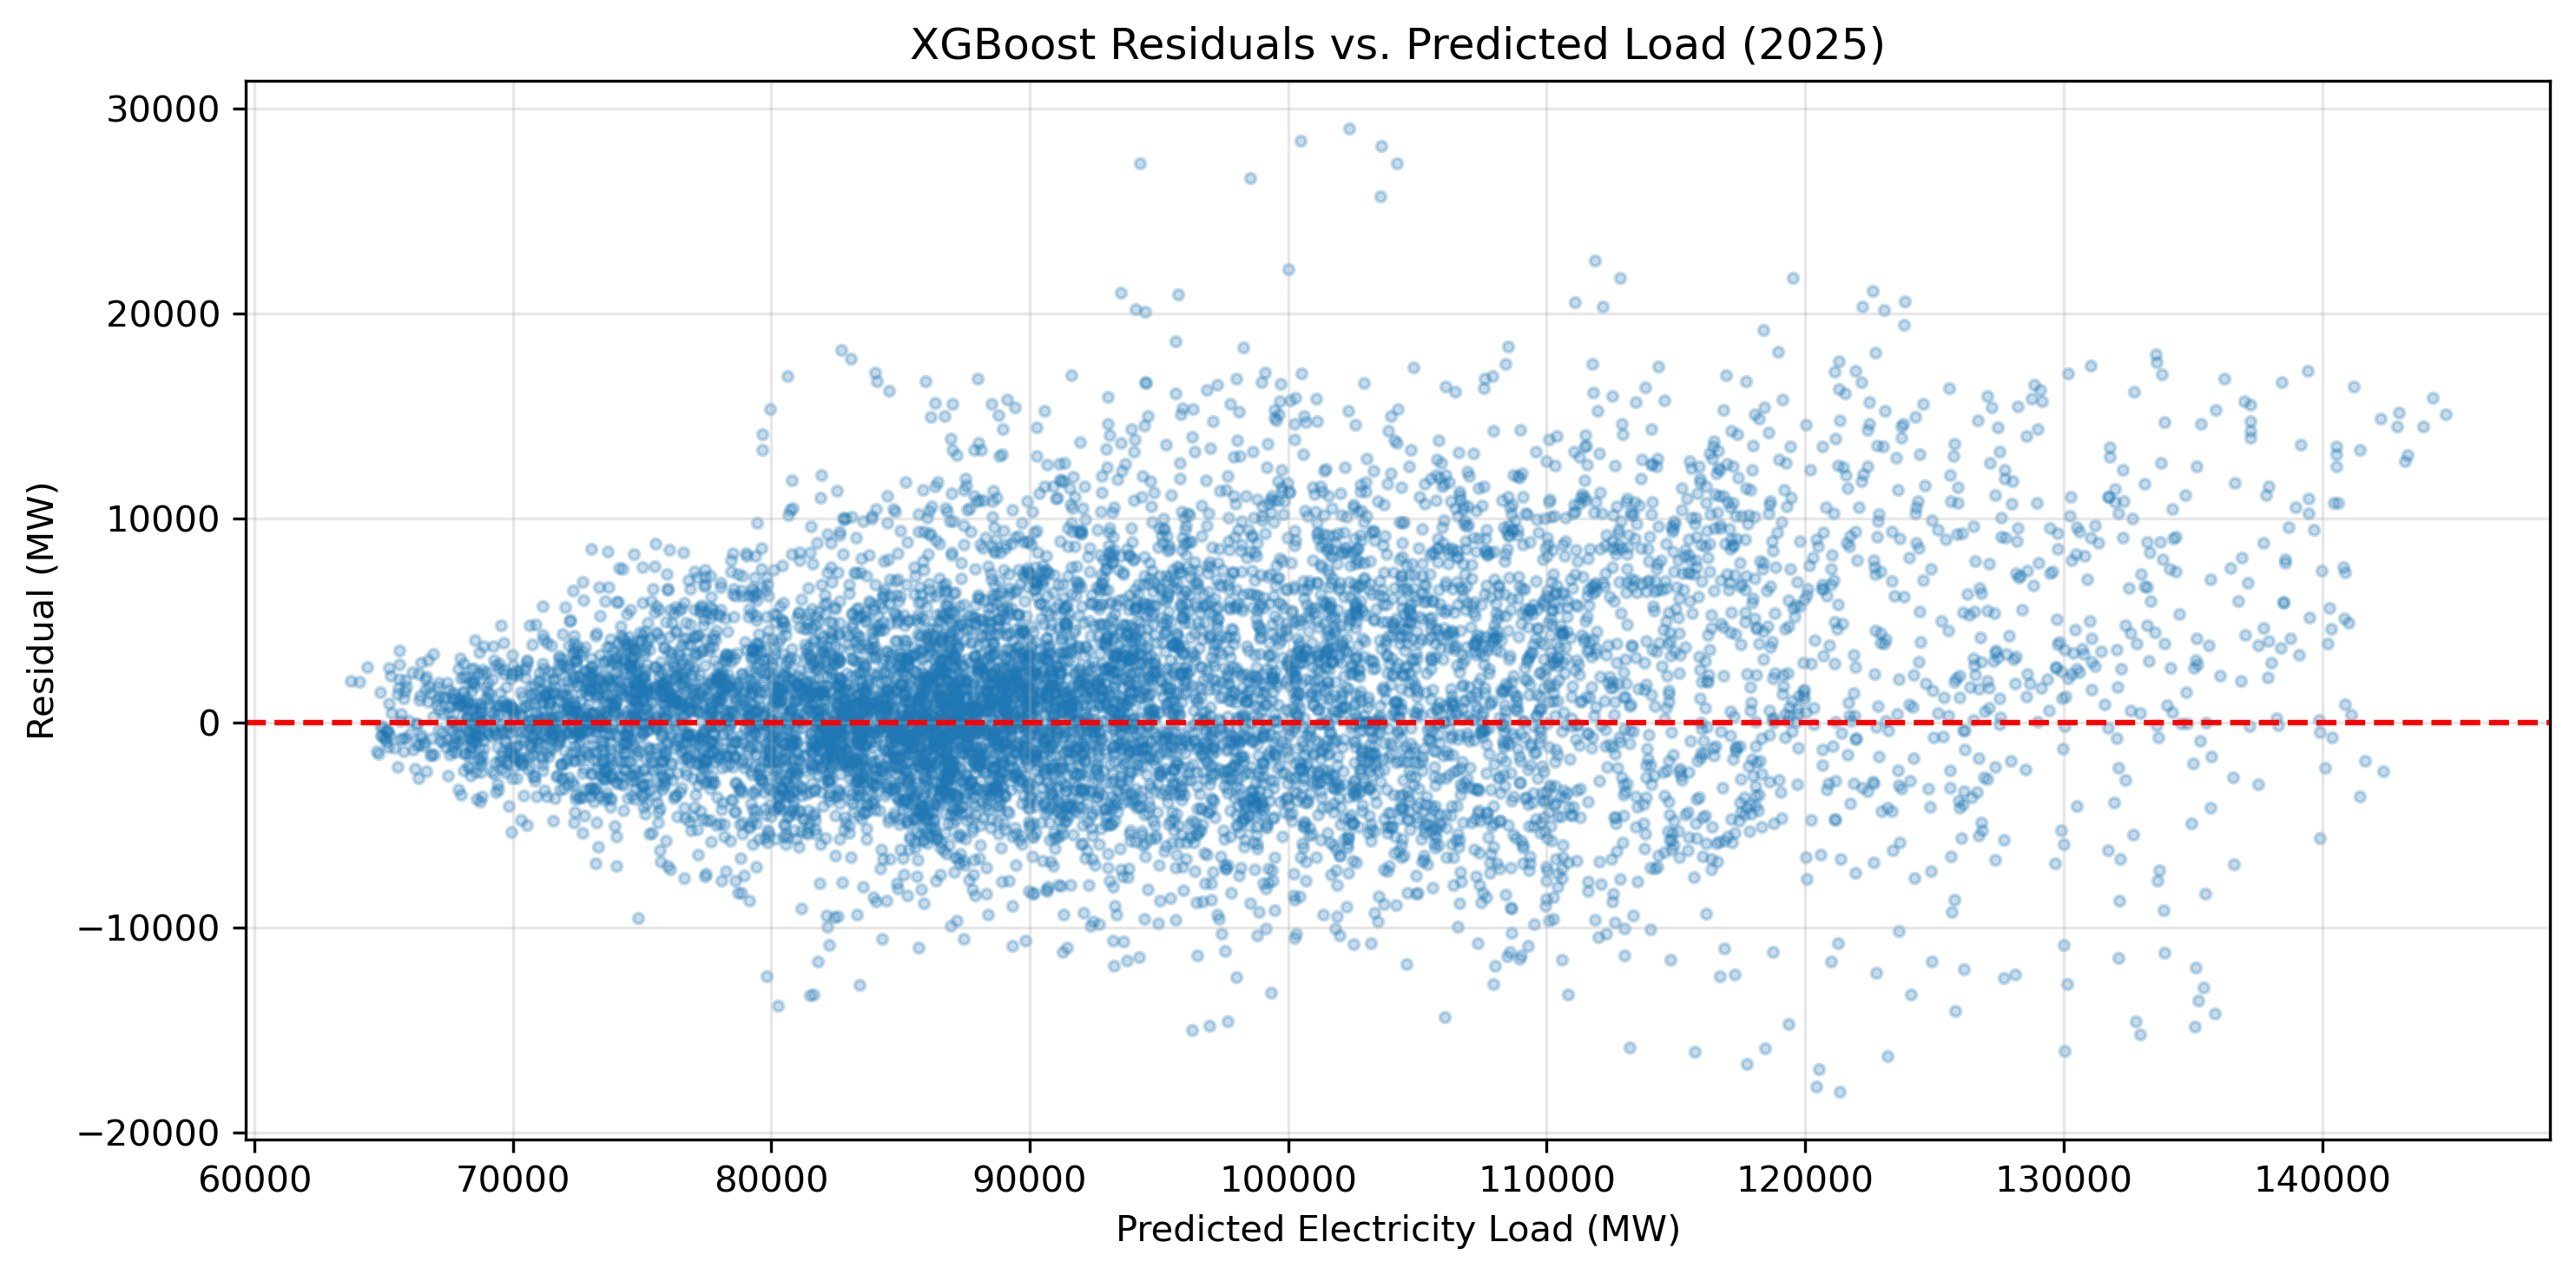 XGBoost Residuals vs. Predicted Load (2025)
Residual (MW)
30000
20000
10000
0
−10000
−20000
60000 70000 80000 90000 100000 110000 120000 130000 140000
Predicted Electricity Load (MW)